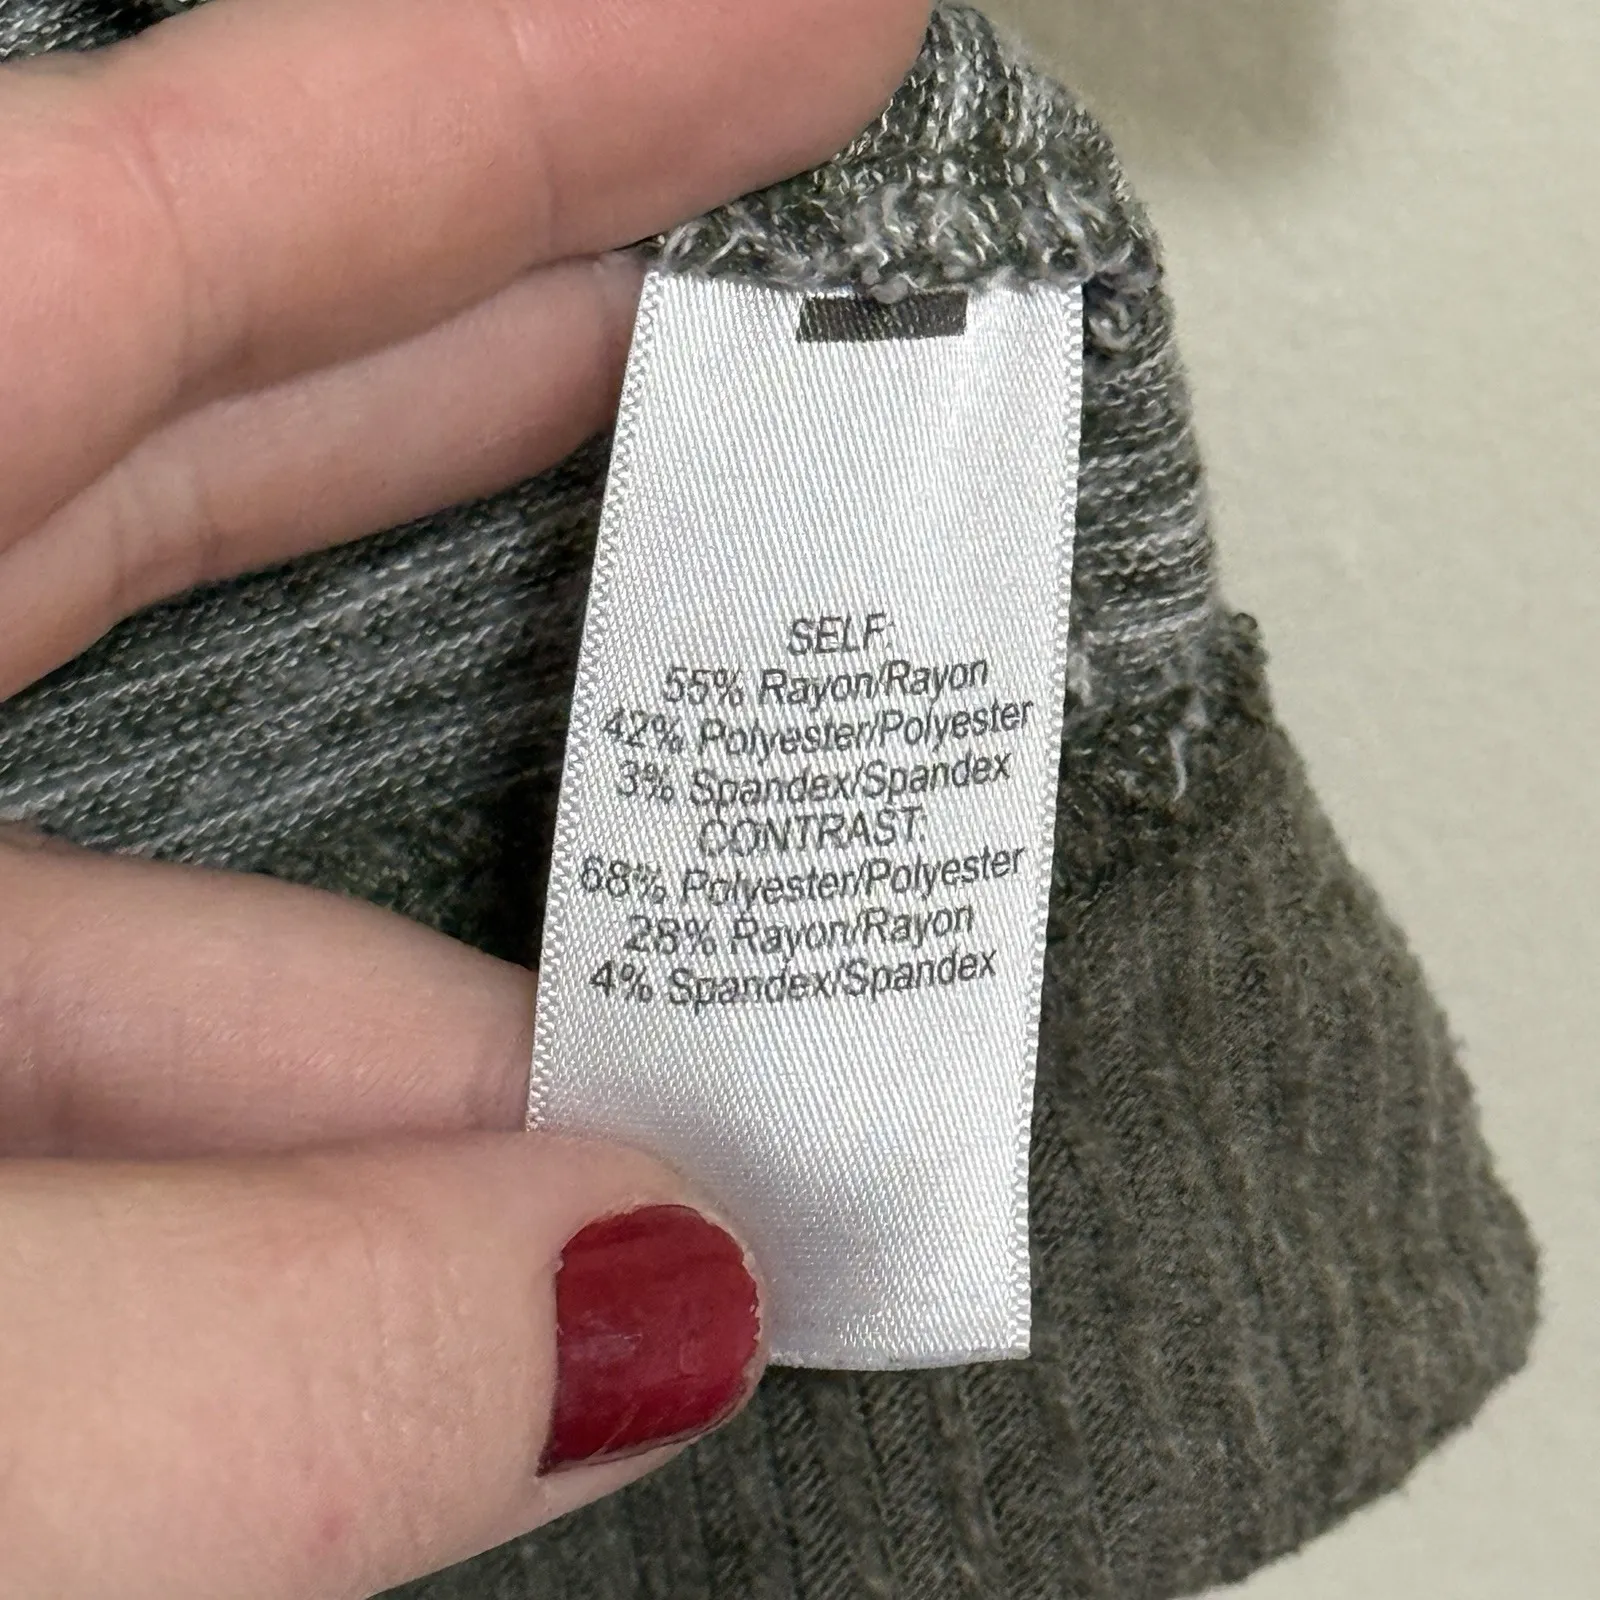 SELF:
55% Rayon/Rayon
42% Polyester/Polyester
3% Spandex/Spandex
CONTRAST:
68% Polyester/Polyester
28% Rayon/Rayon
4% Spandex/Spandex